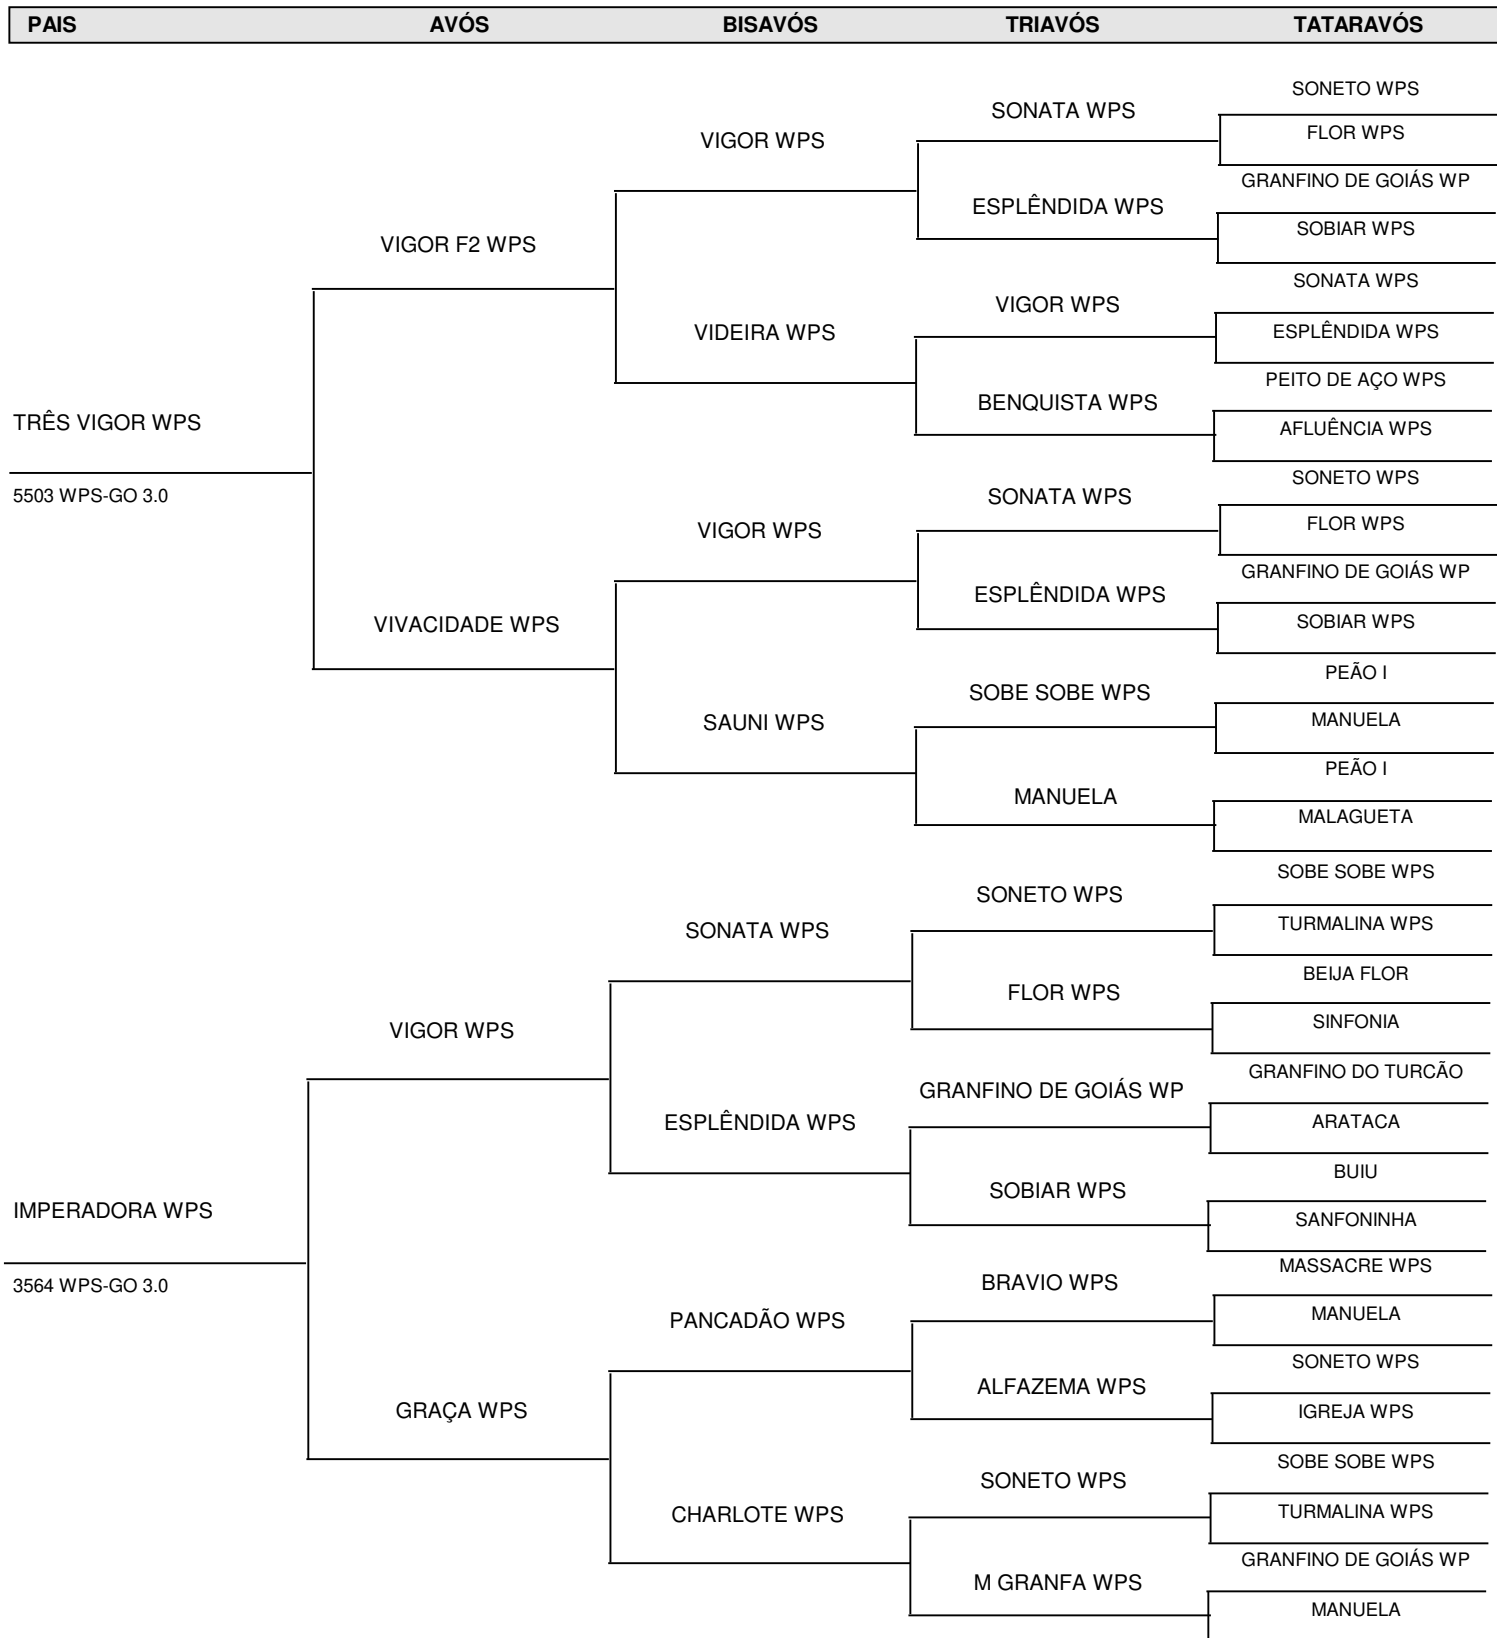 PAIS AVÓS BISAVÓS TRIAVÓS TATARAVÓS
SONETO WPS
SONATA WPS
FLOR WPS
VIGOR WPS
GRANFINO DE GOIÁS WP
ESPLÊNDIDA WPS
SOBIAR WPS
VIGOR F2 WPS
SONATA WPS
VIGOR WPS
ESPLÊNDIDA WPS
VIDEIRA WPS
PEITO DE AÇO WPS
BENQUISTA WPS
TRÊS VIGOR WPS
AFLUÊNCIA WPS
SONETO WPS
5503 WPS-GO 3.0
SONATA WPS
FLOR WPS
VIGOR WPS
GRANFINO DE GOIÁS WP
ESPLÊNDIDA WPS
SOBIAR WPS
VIVACIDADE WPS
PEÃO I
SOBE SOBE WPS
MANUELA
SAUNI WPS
PEÃO I
MANUELA
MALAGUETA
SOBE SOBE WPS
SONETO WPS
TURMALINA WPS
SONATA WPS
BEIJA FLOR
FLOR WPS
SINFONIA
VIGOR WPS
GRANFINO DO TURCÃO
GRANFINO DE GOIÁS WP
ARATACA
ESPLÊNDIDA WPS
BUIU
SOBIAR WPS
IMPERADORA WPS
SANFONINHA
MASSACRE WPS
3564 WPS-GO 3.0
BRAVIO WPS
MANUELA
PANCADÃO WPS
SONETO WPS
ALFAZEMA WPS
GRAÇA WPS
IGREJA WPS
SOBE SOBE WPS
SONETO WPS
TURMALINA WPS
CHARLOTE WPS
GRANFINO DE GOIÁS WP
M GRANFA WPS
MANUELA